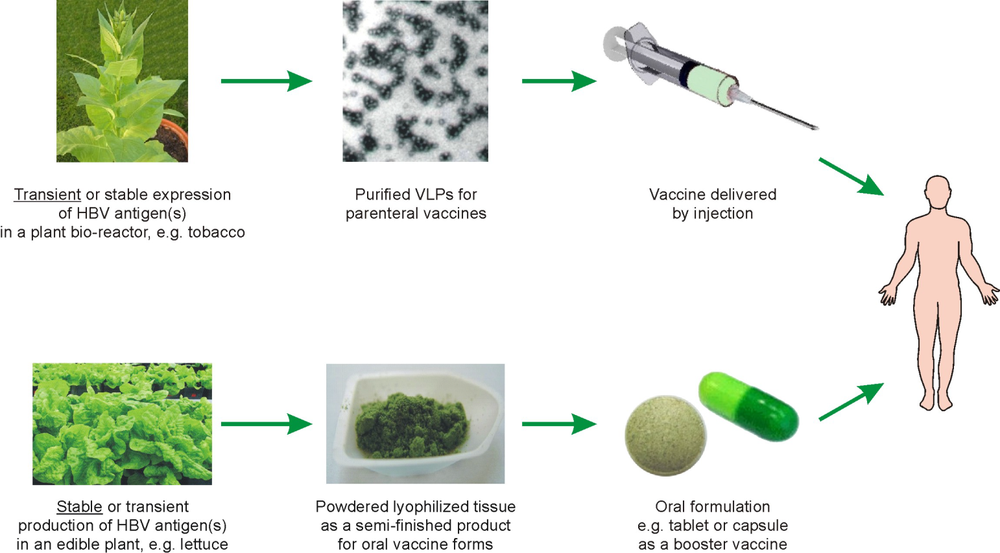 Transient or stable expression
of HBV antigen(s)
in a plant bio-reactor, e.g. tobacco
Purified VLPs for
parenteral vaccines
Vaccine delivered
by injection
Stable or transient
production of HBV antigen(s)
in an edible plant, e.g. lettuce
Powdered lyophilized tissue
as a semi-finished product
for oral vaccine forms
Oral formulation
e.g. tablet or capsule
as a booster vaccine